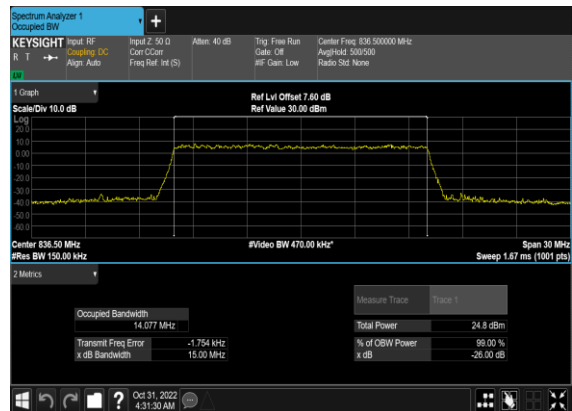 Spectrum Analyzer 1
Occupied BW
+
KEYSIGHT Input: RF Input Z: 50 Ω Atten: 40 dB Trig: Free Run Center Freq: 836.500000 MHz
R T Coupling: DC Corr CCorr Gate: Off Avg|Hold: 500/500
Align: Auto Freq Ref: Int (S) #IF Gain: Low Radio Std: None
LW
1 Graph
Ref Lvl Offset 7.60 dB
Scale/Div 10.0 dB Ref Value 30.00 dBm
Log
20.0
10.0
0.00
-10.0
-20.0
-30.0
-40.0
-50.0
-60.0
Center 836.50 MHz #Video BW 470.00 kHz* Span 30 MHz
#Res BW 150.00 kHz Sweep 1.67 ms (1001 pts)
2 Metrics
Measure Trace Trace 1
Occupied Bandwidth
14.077 MHz Total Power 24.8 dBm
Transmit Freq Error -1.754 kHz % of OBW Power 99.00 %
x dB Bandwidth 15.00 MHz x dB -26.00 dB
? Oct 31, 2022
4:31:30 AM